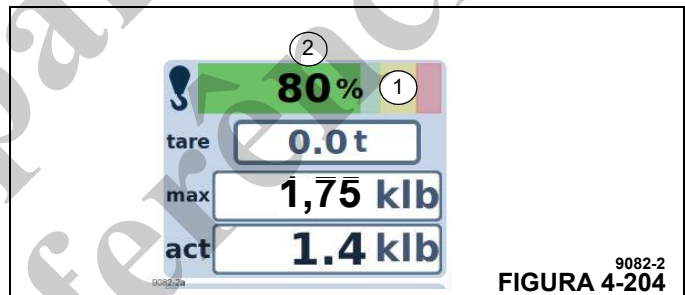 2
80% 1
tare 0.0 t
max 1,75 klb
act 1.4 klb
9082-2a
9082-2
FIGURA 4-204